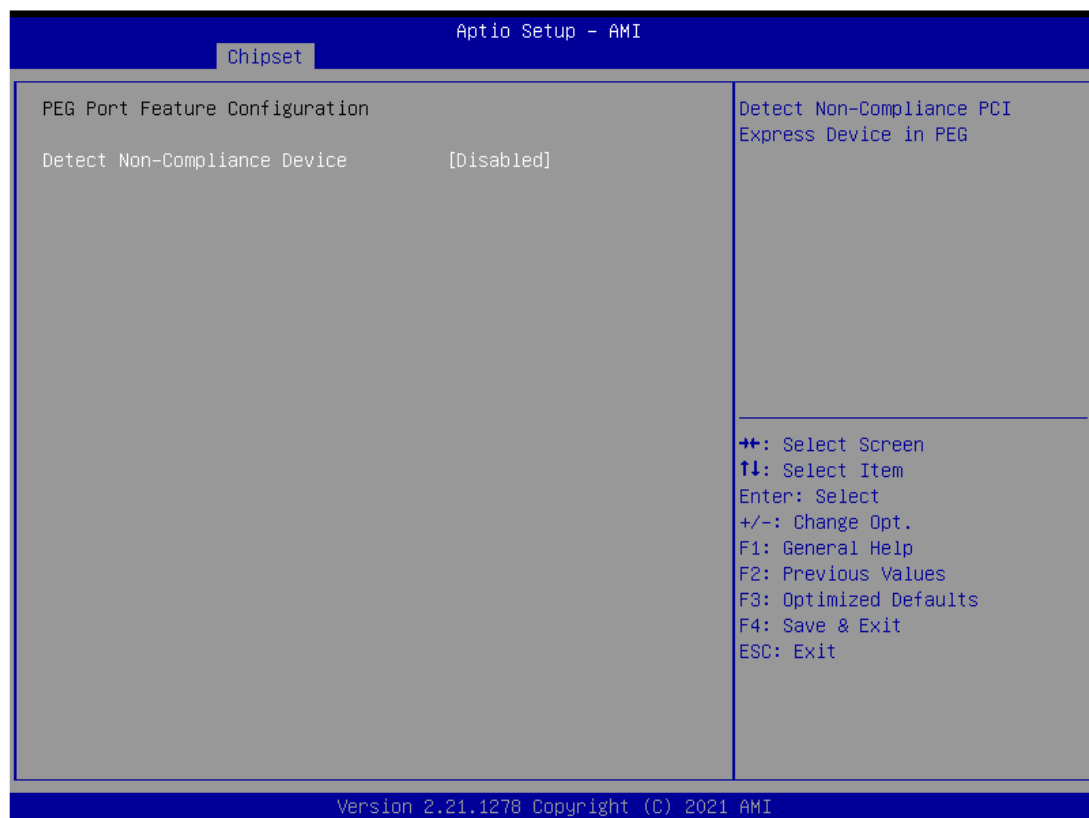 Aptio Setup – AMI
Chipset
PEG Port Feature Configuration
Detect Non-Compliance Device [Disabled]
Detect Non-Compliance PCI
Express Device in PEG
→←: Select Screen
↑↓: Select Item
Enter: Select
+/-: Change Opt.
F1: General Help
F2: Previous Values
F3: Optimized Defaults
F4: Save & Exit
ESC: Exit
Version 2.21.1278 Copyright (C) 2021 AMI